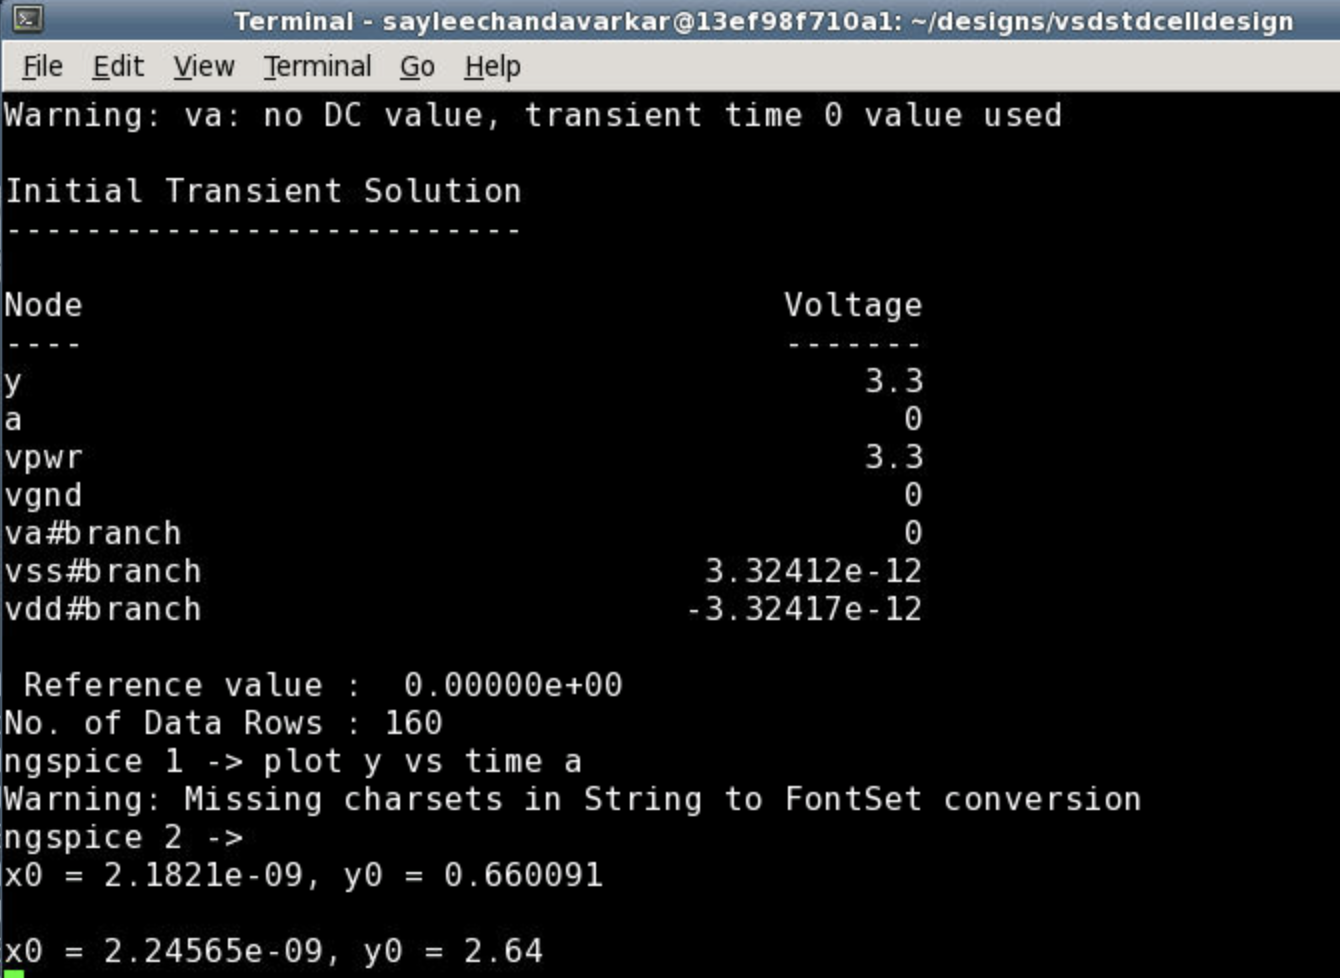 Terminal - sayleechandavarkar@13ef98f710a1: ~/designs/vsdstdcelldesign
File Edit View Terminal Go Help
Warning: va: no DC value, transient time 0 value used
Initial Transient Solution
--------------------------
Node Voltage
---- -------
y 3.3
a 0
vpwr 3.3
vgnd 0
va#branch 0
vss#branch 3.32412e-12
vdd#branch -3.32417e-12
Reference value : 0.00000e+00
No. of Data Rows : 160
ngspice 1 -> plot y vs time a
Warning: Missing charsets in String to FontSet conversion
ngspice 2 ->
x0 = 2.1821e-09, y0 = 0.660091
x0 = 2.24565e-09, y0 = 2.64